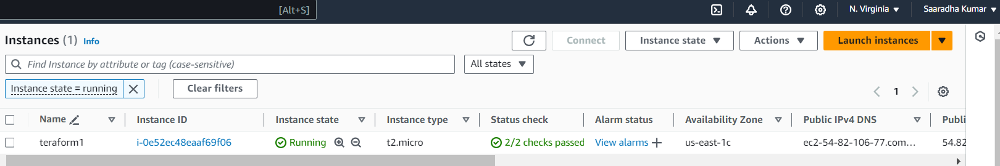 [Alt+S] N. Virginia Saaradha Kumar
Instances (1) Info Connect Instance state Actions Launch instances
Find Instance by attribute or tag (case-sensitive) All states
Instance state = running Clear filters
1
Name Instance ID Instance state Instance type Status check Alarm status Availability Zone Public IPv4 DNS Publi
teraform1 i-0e52ec48eaaf69f06 Running t2.micro 2/2 checks passed View alarms us-east-1c ec2-54-82-106-77.com... 54.82